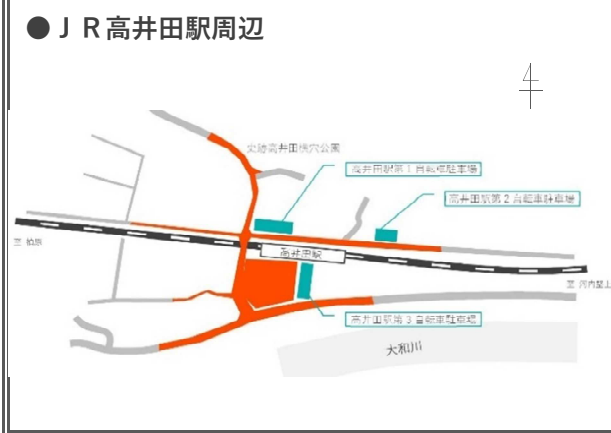 ●ＪＲ高井田駅周辺
史跡高井田横穴公園
高井田駅第１自転車駐車場
高井田駅第２自転車駐車場
至 柏原
高井田駅
至 河内堅上
高井田駅第３自転車駐車場
大和川